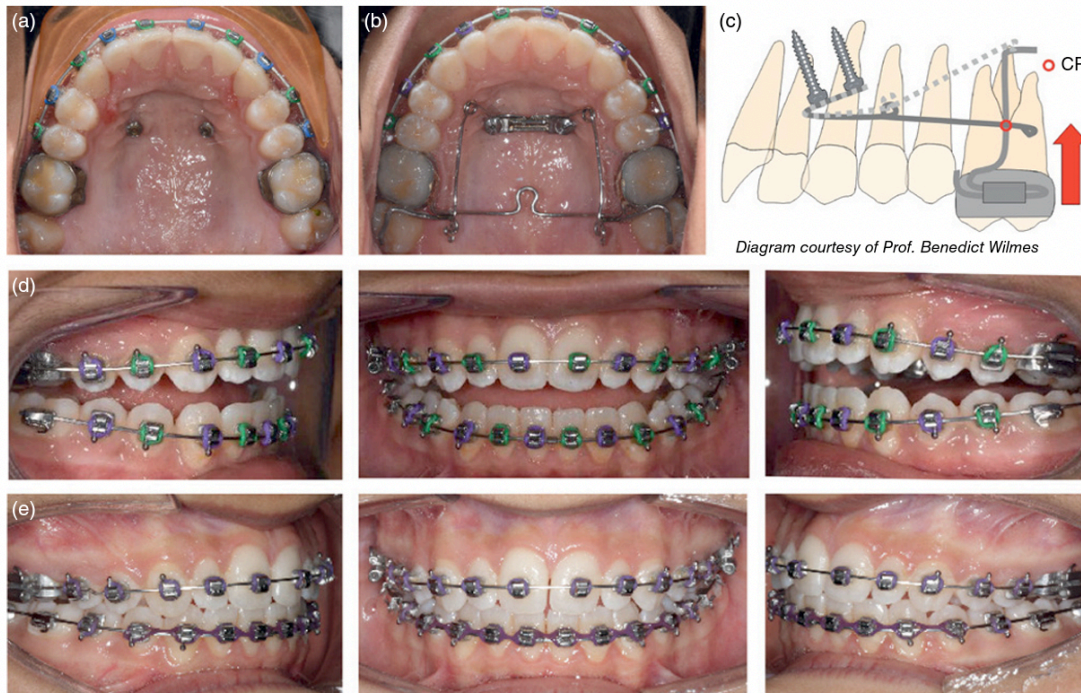 (a)
(b)
(c)
CR
Diagram courtesy of Prof. Benedict Wilmes
(d)
(e)